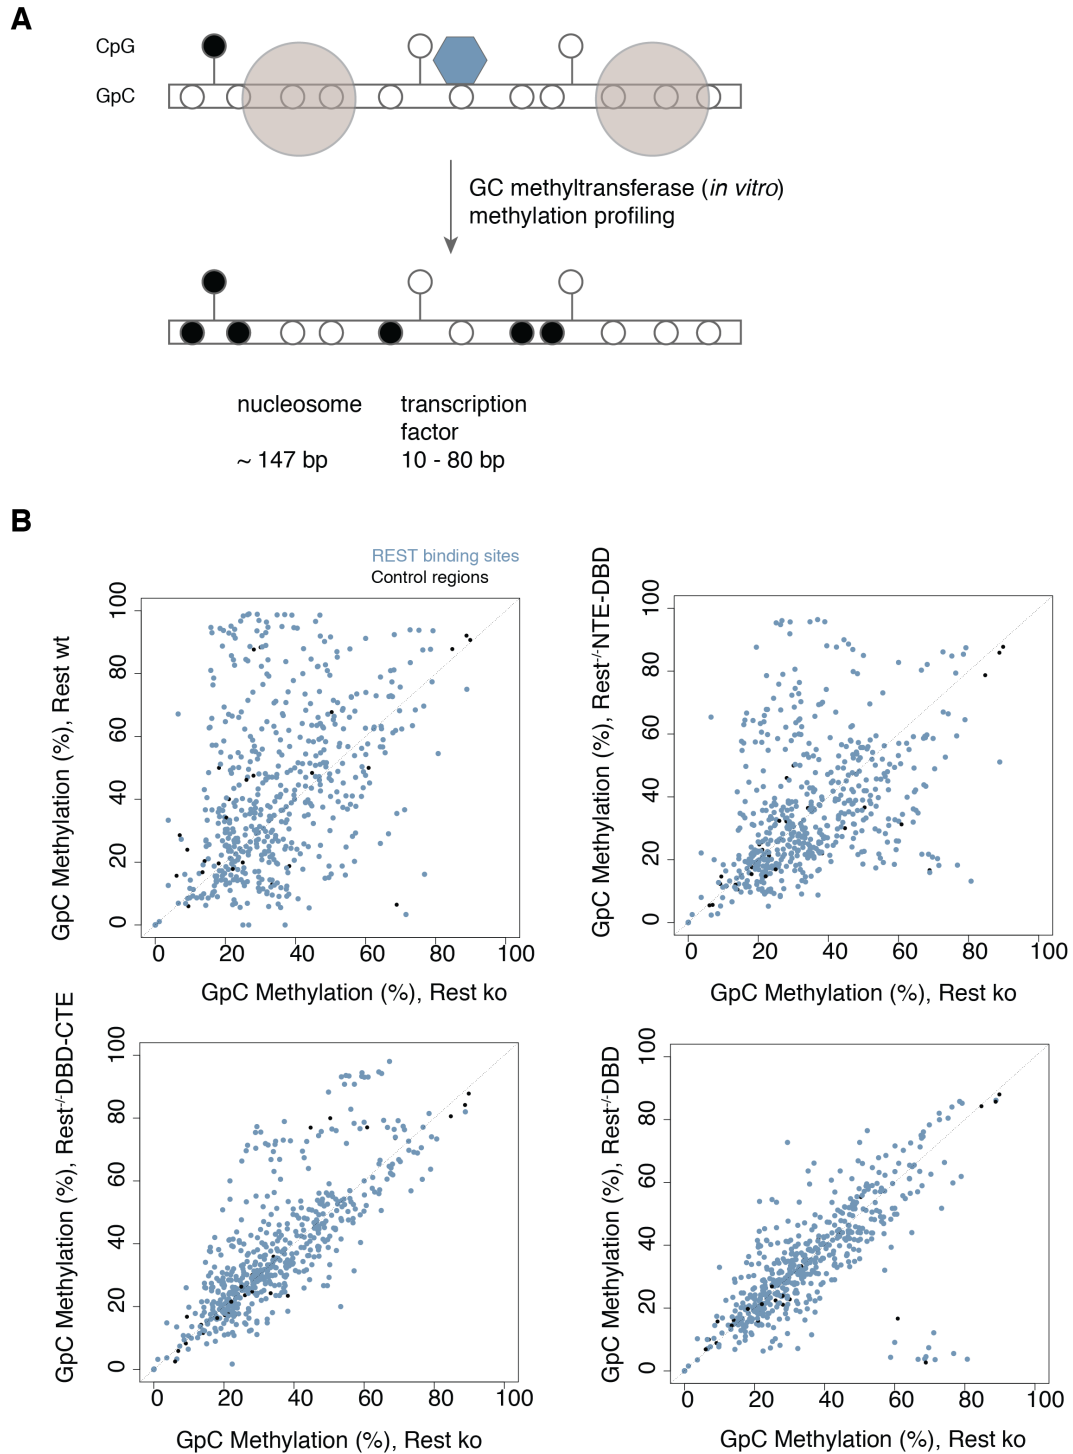 A
CpG
GpC
GC methyltransferase (in vitro)
methylation profiling
nucleosome
transcription
factor
~ 147 bp
10 - 80 bp
B
REST binding sites
Control regions
GpC Methylation (%), Rest wt
0 20 40 60 80 100
0 20 40 60 80 100
GpC Methylation (%), Rest ko
GpC Methylation (%), Rest-/-NTE-DBD
0 20 40 60 80 100
0 20 40 60 80 100
GpC Methylation (%), Rest ko
GpC Methylation (%), Rest-/-DBD-CTE
0 20 40 60 80 100
0 20 40 60 80 100
GpC Methylation (%), Rest ko
GpC Methylation (%), Rest-/-DBD
0 20 40 60 80 100
0 20 40 60 80 100
GpC Methylation (%), Rest ko